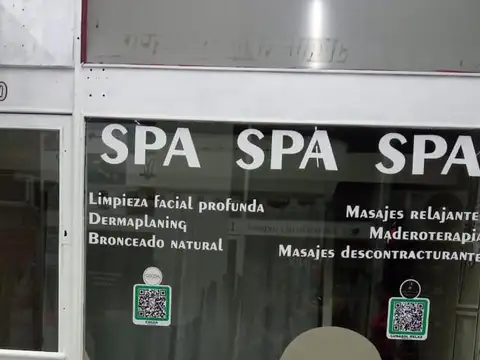 SPA SPA SPA
Limpieza facial profunda
Dermaplaning
Bronceado natural
Masajes relajante
Maderoterapia
Masajes descontracturante